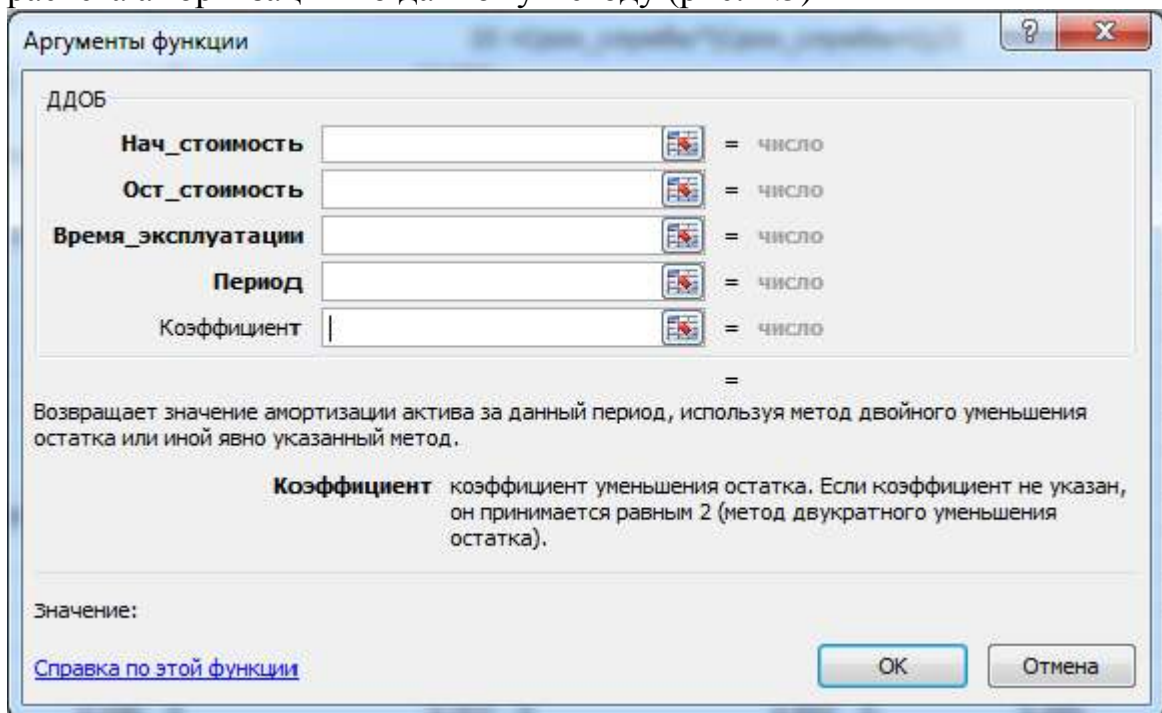 Аргументы функции
ДДОБ
Нач_стоимость = число
Ост_стоимость = число
Время_эксплуатации = число
Период = число
Коэффициент = число
=
Возвращает значение амортизации актива за данный период, используя метод двойного уменьшения
остатка или иной явно указанный метод.
Коэффициент коэффициент уменьшения остатка. Если коэффициент не указан,
он принимается равным 2 (метод двукратного уменьшения
остатка).
Значение:
Справка по этой функции
ОК
Отмена